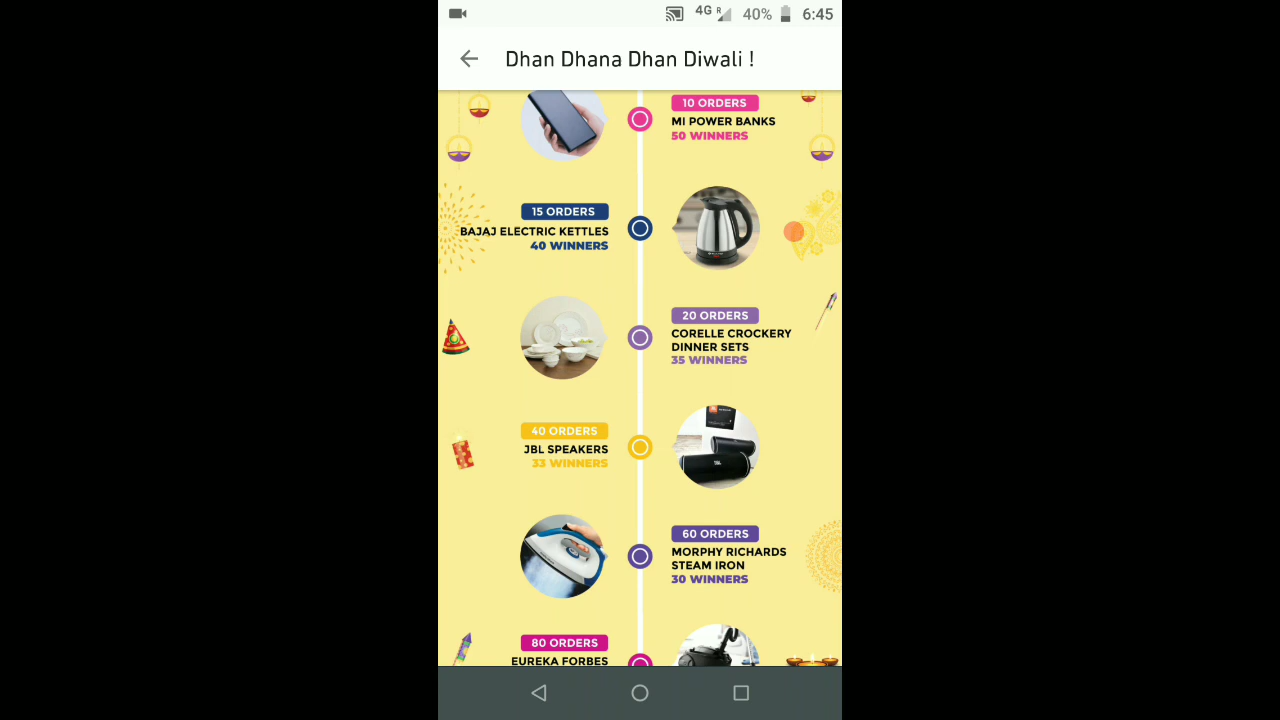 4G R 40% 6:45
Dhan Dhana Dhan Diwali !
10 ORDERS
MI POWER BANKS
50 WINNERS
15 ORDERS
BAJAJ ELECTRIC KETTLES
40 WINNERS
20 ORDERS
CORELLE CROCKERY
DINNER SETS
35 WINNERS
40 ORDERS
JBL SPEAKERS
33 WINNERS
JBL
60 ORDERS
MORPHY RICHARDS
STEAM IRON
30 WINNERS
80 ORDERS
EUREKA FORBES